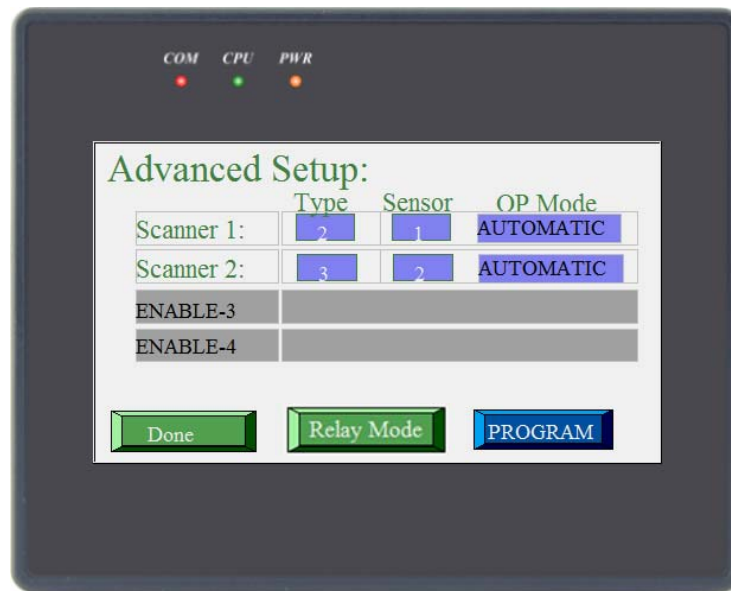 COM CPU PWR
Advanced Setup:
Type Sensor OP Mode
Scanner 1: 2 1 AUTOMATIC
Scanner 2: 3 2 AUTOMATIC
ENABLE-3
ENABLE-4
Done Relay Mode PROGRAM